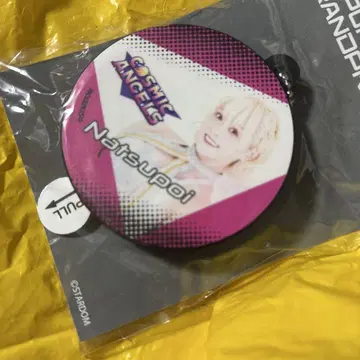 COSMIC
ANGELS
Natsupoi
PULL
©STARDOM